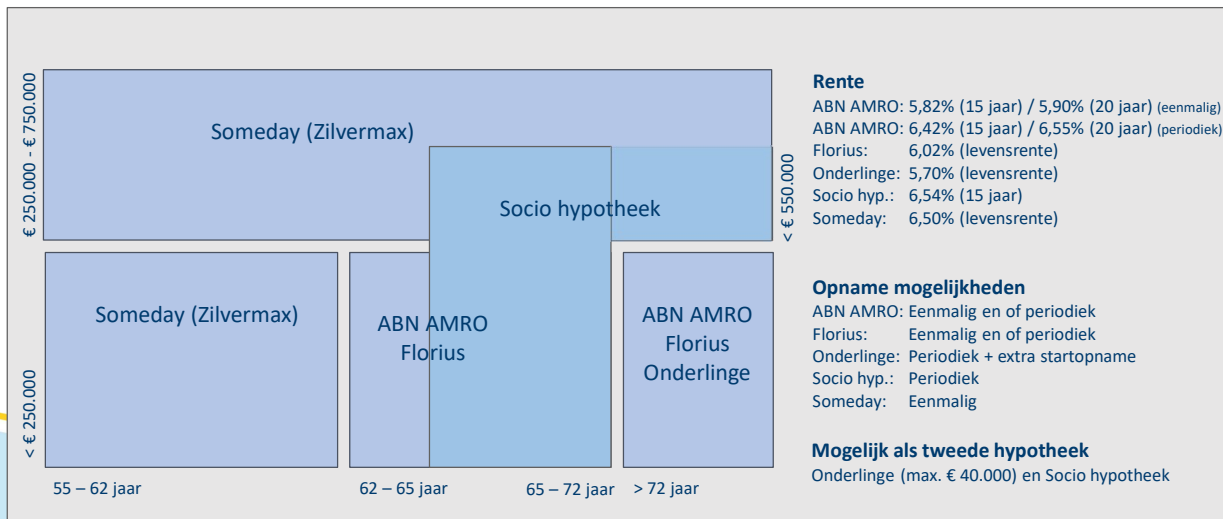 € 250.000 - € 750.000
Someday (Zilvermax)
Socio hypotheek
< € 550.000
< € 250.000
Someday (Zilvermax)
ABN AMRO
Florius
ABN AMRO
Florius
Onderlinge
55 – 62 jaar
62 – 65 jaar
65 – 72 jaar
> 72 jaar
Rente
ABN AMRO: 5,82% (15 jaar) / 5,90% (20 jaar) (eenmalig)
ABN AMRO: 6,42% (15 jaar) / 6,55% (20 jaar) (periodiek)
Florius: 6,02% (levensrente)
Onderlinge: 5,70% (levensrente)
Socio hyp.: 6,54% (15 jaar)
Someday: 6,50% (levensrente)
Opname mogelijkheden
ABN AMRO: Eenmalig en of periodiek
Florius: Eenmalig en of periodiek
Onderlinge: Periodiek + extra startopname
Socio hyp.: Periodiek
Someday: Eenmalig
Mogelijk als tweede hypotheek
Onderlinge (max. € 40.000) en Socio hypotheek